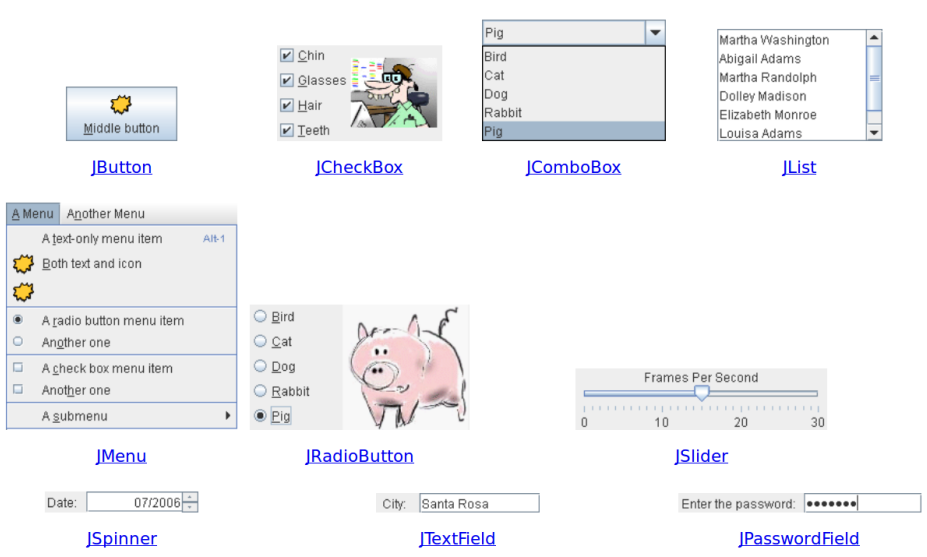 Middle button
JButton
Chin
Glasses
Hair
Teeth
JCheckBox
Pig
Bird
Cat
Dog
Rabbit
Pig
JComboBox
Martha Washington
Abigail Adams
Martha Randolph
Dolley Madison
Elizabeth Monroe
Louisa Adams
JList
A Menu Another Menu
A text-only menu item Alt-1
Both text and icon
A radio button menu item
Another one
A check box menu item
Another one
A submenu
JMenu
Bird
Cat
Dog
Rabbit
Pig
JRadioButton
Frames Per Second
0 10 20 30
JSlider
Date: 07/2006
JSpinner
City: Santa Rosa
JTextField
Enter the password: •••••••
JPasswordField